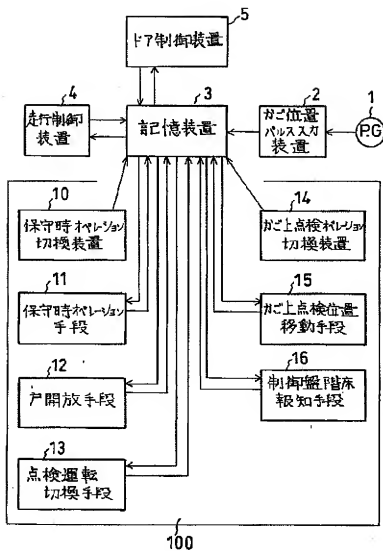 5
ドア制御装置
4
走行制御
装置
3
記憶装置
2
かご位置
パルス入力
装置
1
P.G
10
保守時オペレーション
切換装置
14
かご上点検オペレーション
切換装置
11
保守時オペレーション
手段
15
かご上点検位置
移動手段
12
戸開放手段
16
制御盤階床
報知手段
13
点検運転
切換手段
100